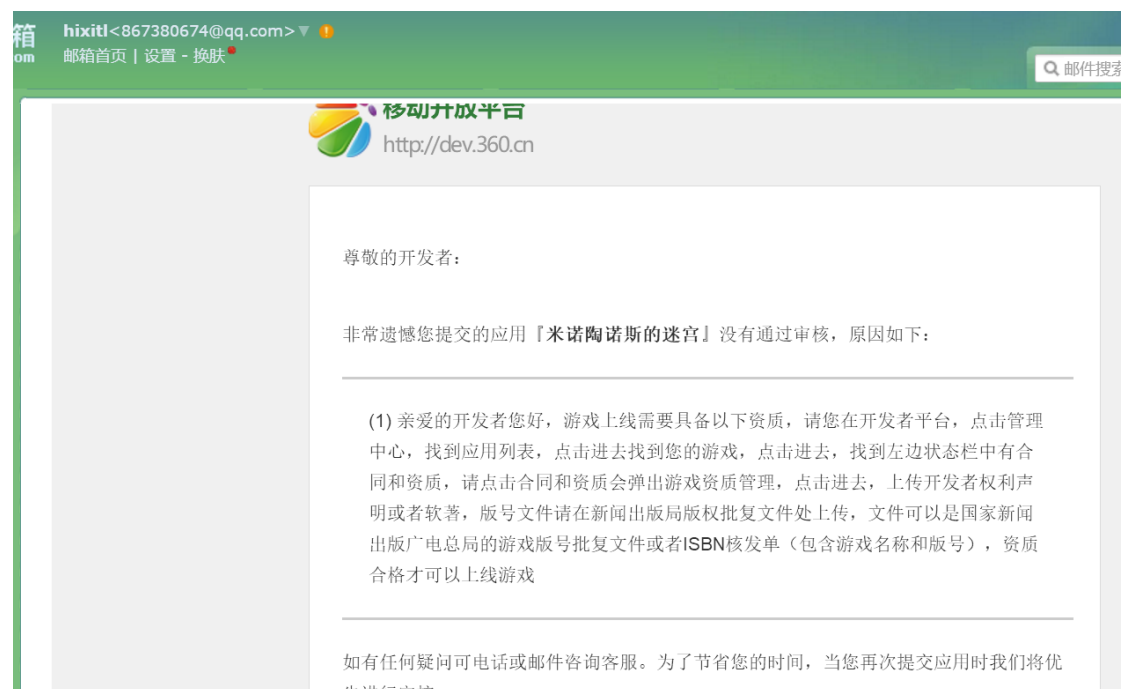 箱
om
hixitl<867380674@qq.com>
邮箱首页 | 设置 - 换肤
邮件搜索
移动开放平台
http://dev.360.cn
尊敬的开发者：
非常遗憾您提交的应用『米诺陶诺斯的迷宫』没有通过审核，原因如下：
(1) 亲爱的开发者您好，游戏上线需要具备以下资质，请您在开发者平台，点击管理
中心，找到应用列表，点击进去找到您的游戏，点击进去，找到左边状态栏中有合
同和资质，请点击合同和资质会弹出游戏资质管理，点击进去，上传开发者权利声
明或者软著，版号文件请在新闻出版局版权批复文件处上传，文件可以是国家新闻
出版广电总局的游戏版号批复文件或者ISBN核发单（包含游戏名称和版号），资质
合格才可以上线游戏
如有任何疑问可电话或邮件咨询客服。为了节省您的时间，当您再次提交应用时我们将优